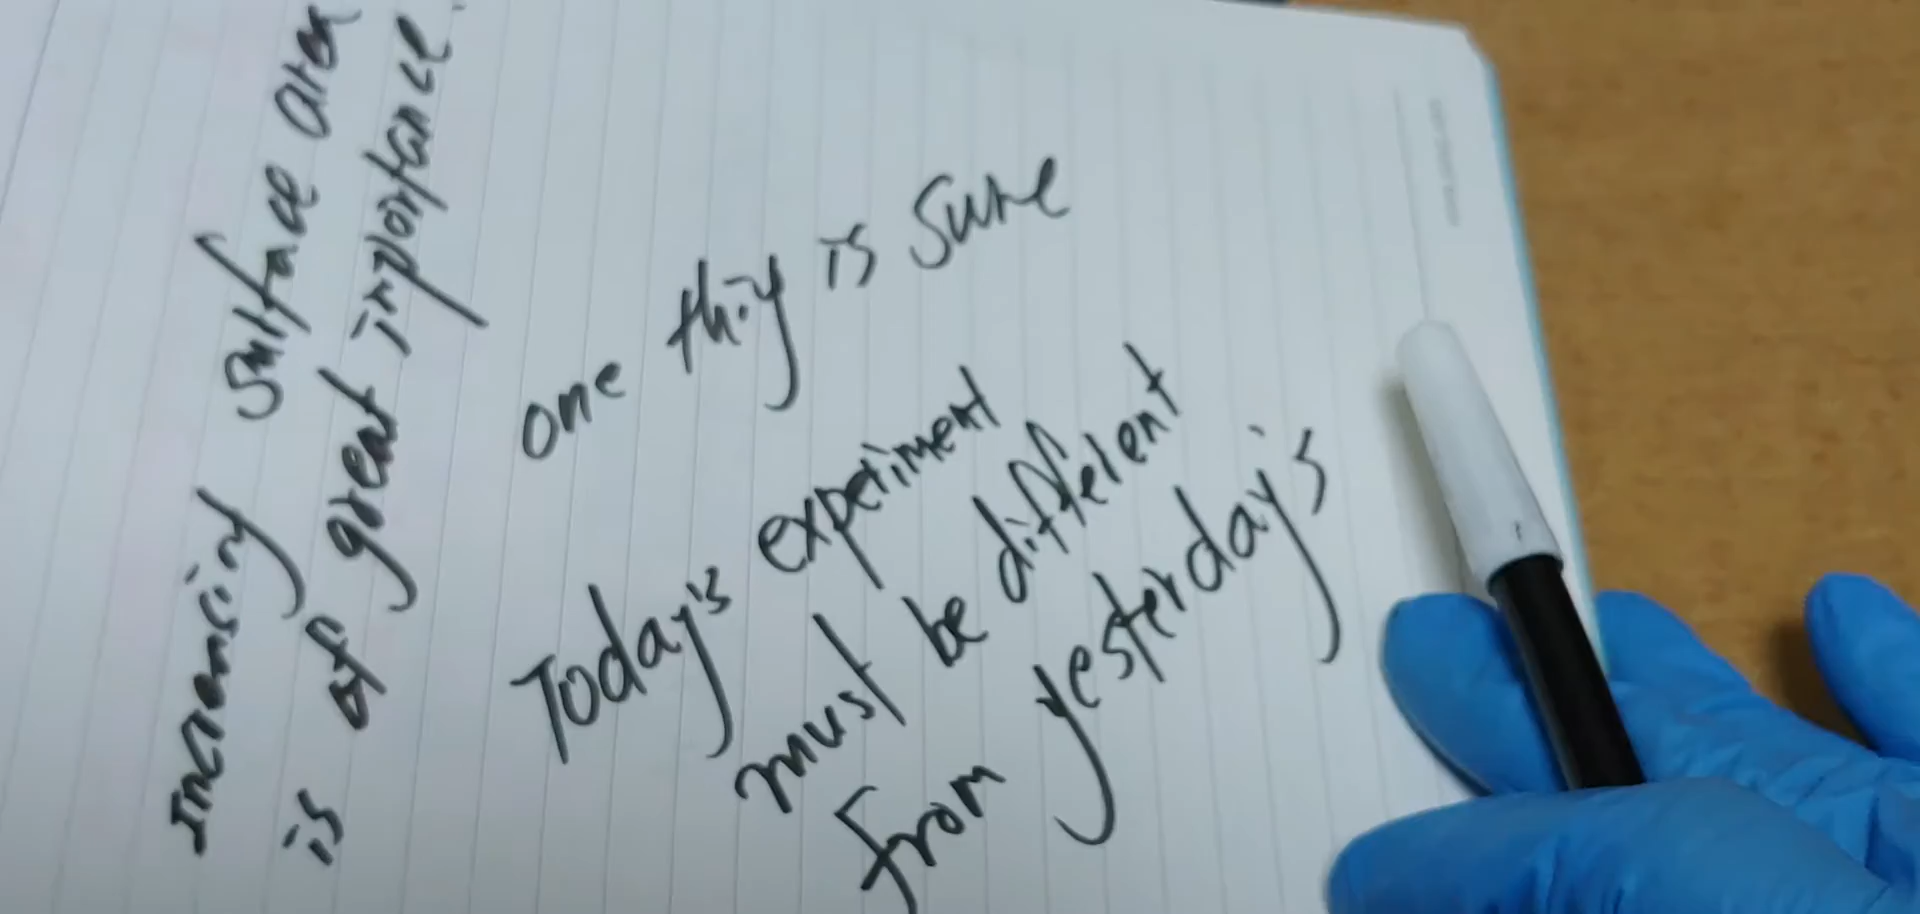 increasing surface area
is of great importance.
one thing is sure
Today's experiment
must be different
from yesterday's